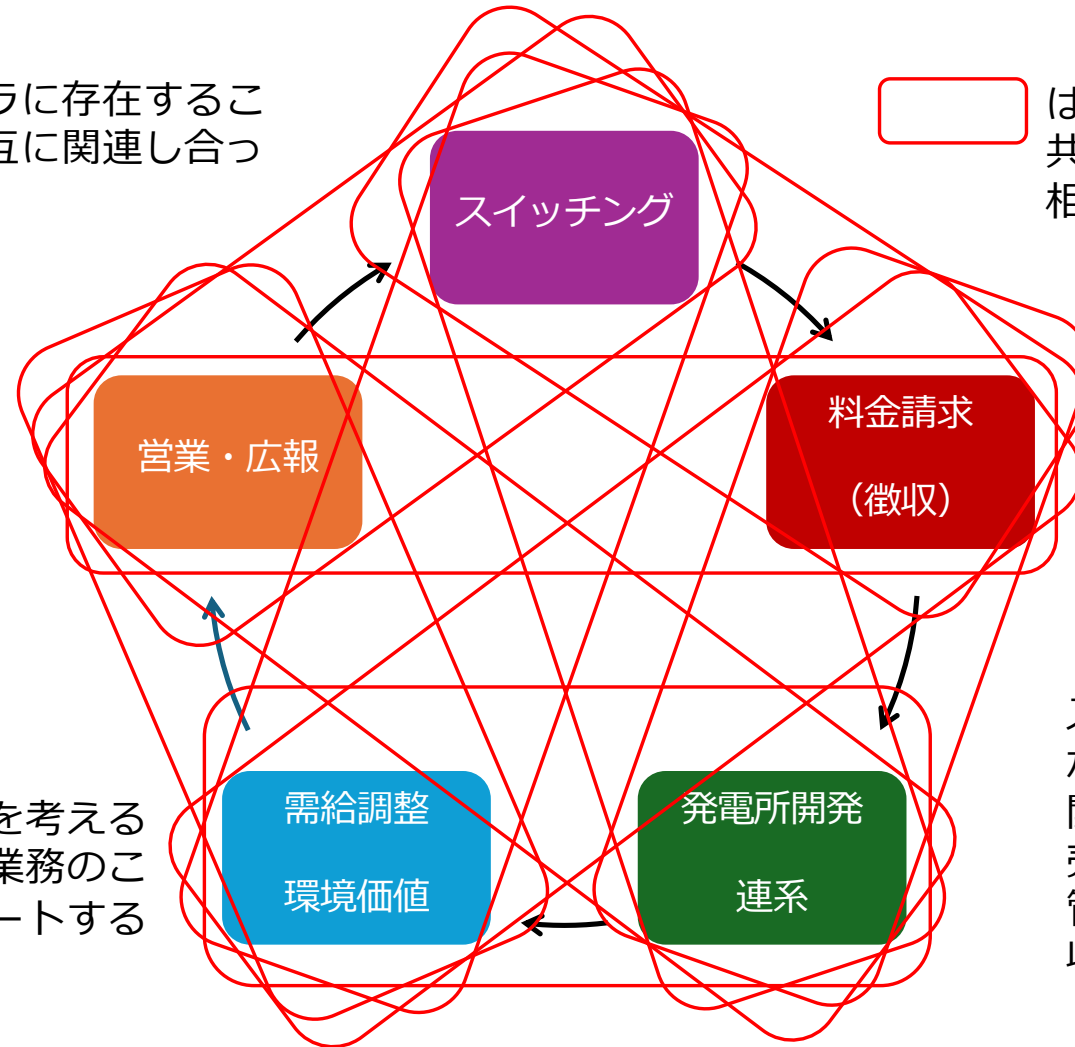 ラに存在するこ
互に関連し合っ
は
共
相
スイッチング
営業・広報
料金請求
（徴収）
を考える
業務のこ
ートする
需給調整
環境価値
発電所開発
連系